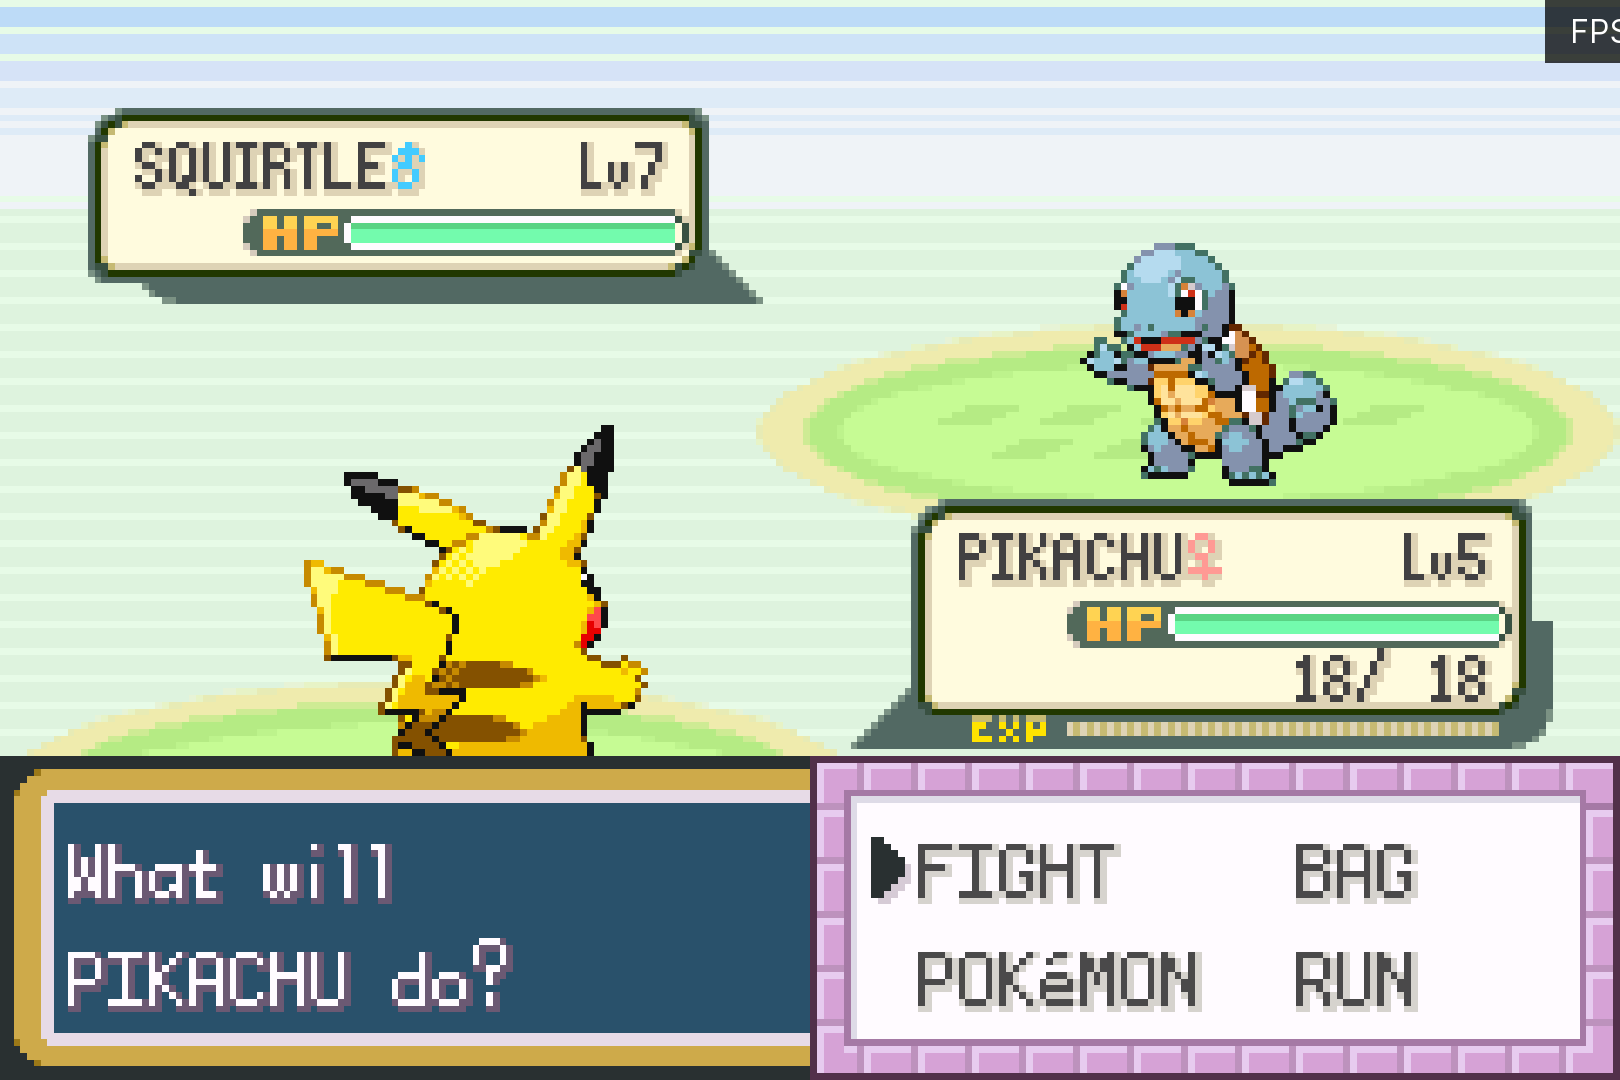 FPS
SQUIRTLE♂ Lv7
HP
PIKACHU♀ Lv5
HP
18/ 18
EXP
What will
PIKACHU do?
▶FIGHT BAG
POKéMON RUN